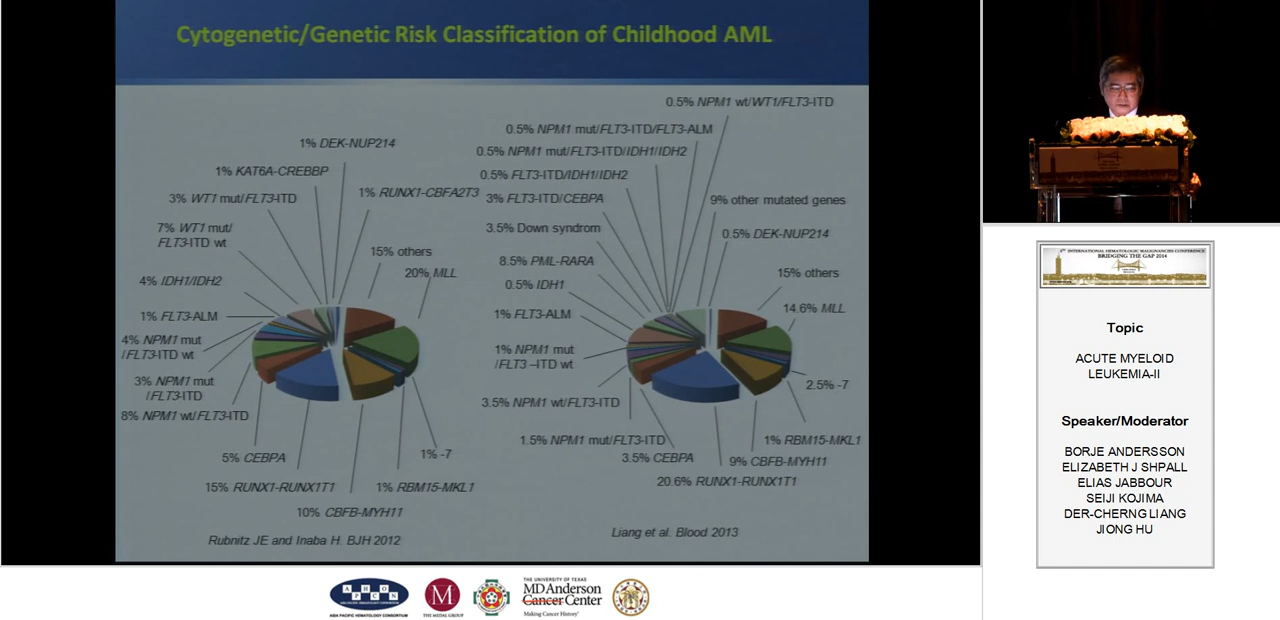 Cytogenetic/Genetic Risk Classification of Childhood AML
1% DEK-NUP214
1% KAT6A-CREBBP
3% WT1 mut/FLT3-ITD
1% RUNX1-CBFA2T3
7% WT1 mut/
FLT3-ITD wt
15% others
20% MLL
4% IDH1/IDH2
1% FLT3-ALM
4% NPM1 mut
/FLT3-ITD wt
3% NPM1 mut
/FLT3-ITD
8% NPM1 wt/FLT3-ITD
5% CEBPA
1% -7
15% RUNX1-RUNX1T1
1% RBM15-MKL1
10% CBFB-MYH11
Rubnitz JE and Inaba H. BJH 2012
0.5% NPM1 wt/WT1/FLT3-ITD
0.5% NPM1 mut/FLT3-ITD/FLT3-ALM
0.5% NPM1 mut/FLT3-ITD/IDH1/IDH2
0.5% FLT3-ITD/IDH1/IDH2
3% FLT3-ITD/CEBPA
9% other mutated genes
3.5% Down syndrom
0.5% DEK-NUP214
8.5% PML-RARA
15% others
0.5% IDH1
14.6% MLL
1% FLT3-ALM
1% NPM1 mut
/FLT3 –ITD wt
2.5% -7
3.5% NPM1 wt/FLT3-ITD
1.5% NPM1 mut/FLT3-ITD
1% RBM15-MKL1
3.5% CEBPA
9% CBFB-MYH11
20.6% RUNX1-RUNX1T1
Liang et al. Blood 2013
INTERNATIONAL HEMATOLOGIC MALIGNANCIES CONFERENCE
BRIDGING THE GAP 2014
Topic
ACUTE MYELOID
LEUKEMIA-II
Speaker/Moderator
BORJE ANDERSSON
ELIZABETH J SHPALL
ELIAS JABBOUR
SEIJI KOJIMA
DER-CHERNG LIANG
JIONG HU
A P H C O N
ASIA PACIFIC HEMATOLOGY CONSORTIUM
M
THE MEDAL GROUP
THE UNIVERSITY OF TEXAS
MD Anderson
Cancer Center
Making Cancer History®